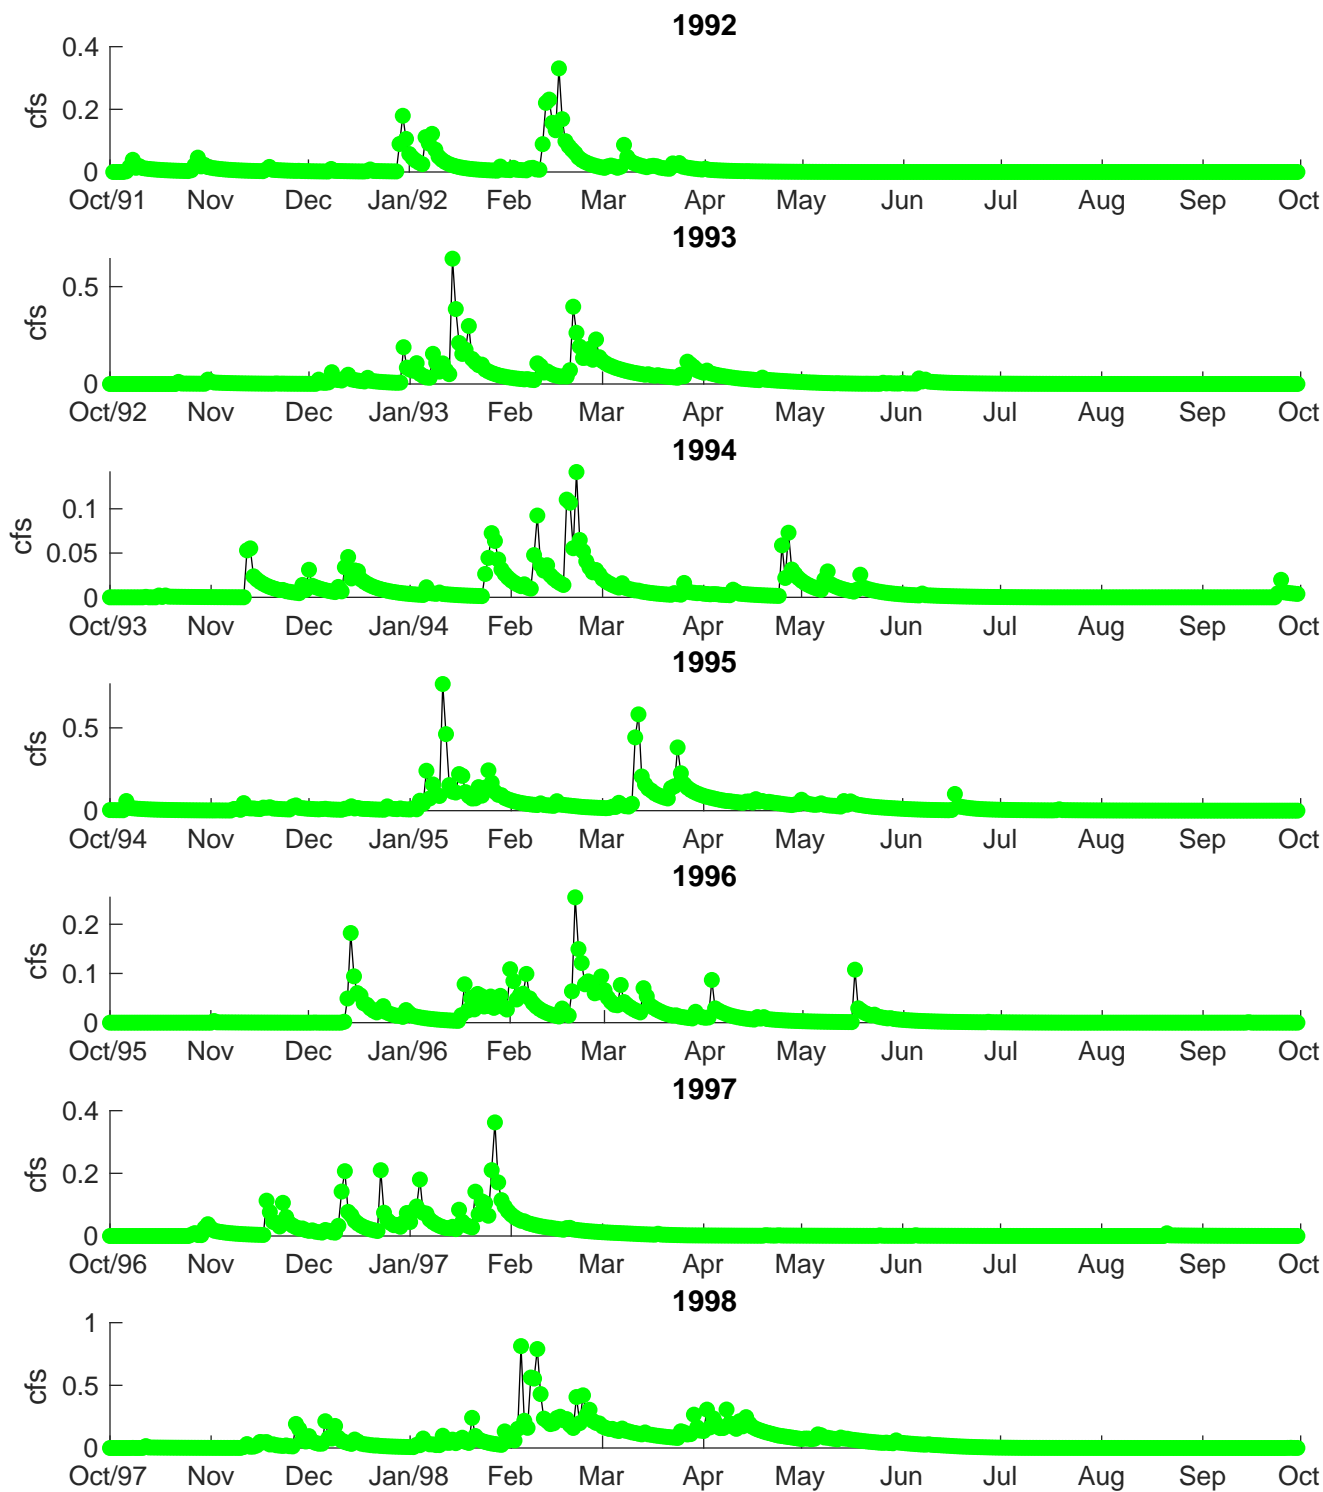 1992
0.4
0.2
0
cfs
Oct/91 Nov Dec Jan/92 Feb Mar Apr May Jun Jul Aug Sep Oct
1993
0.5
0
cfs
Oct/92 Nov Dec Jan/93 Feb Mar Apr May Jun Jul Aug Sep Oct
1994
0.1
0.05
0
cfs
Oct/93 Nov Dec Jan/94 Feb Mar Apr May Jun Jul Aug Sep Oct
1995
0.5
0
cfs
Oct/94 Nov Dec Jan/95 Feb Mar Apr May Jun Jul Aug Sep Oct
1996
0.2
0.1
0
cfs
Oct/95 Nov Dec Jan/96 Feb Mar Apr May Jun Jul Aug Sep Oct
1997
0.4
0.2
0
cfs
Oct/96 Nov Dec Jan/97 Feb Mar Apr May Jun Jul Aug Sep Oct
1998
1
0.5
0
cfs
Oct/97 Nov Dec Jan/98 Feb Mar Apr May Jun Jul Aug Sep Oct